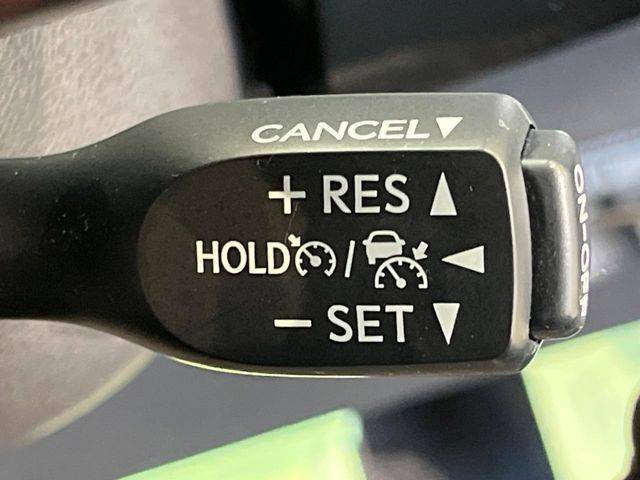 CANCEL▼
+ RES ▲
HOLD / ◀
− SET ▼
ON-OFF